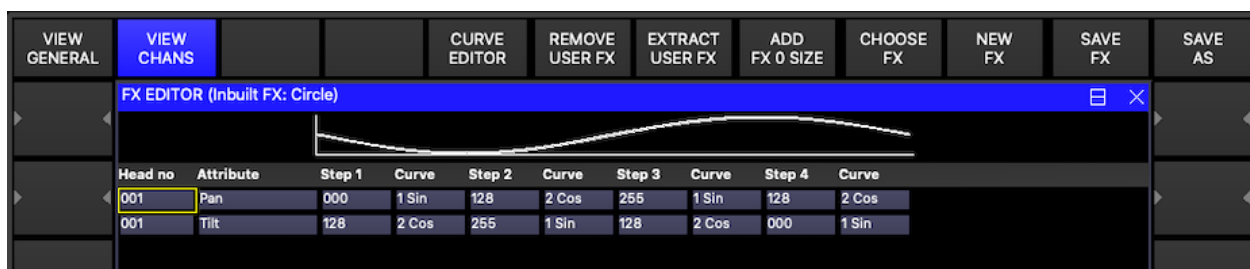 VIEW GENERAL
VIEW CHANS
CURVE EDITOR
REMOVE USER FX
EXTRACT USER FX
ADD FX 0 SIZE
CHOOSE FX
NEW FX
SAVE FX
SAVE AS
FX EDITOR (Inbuilt FX: Circle)
Head no Attribute Step 1 Curve Step 2 Curve Step 3 Curve Step 4 Curve
001 Pan 000 1 Sin 128 2 Cos 255 1 Sin 128 2 Cos
001 Tilt 128 2 Cos 255 1 Sin 128 2 Cos 000 1 Sin